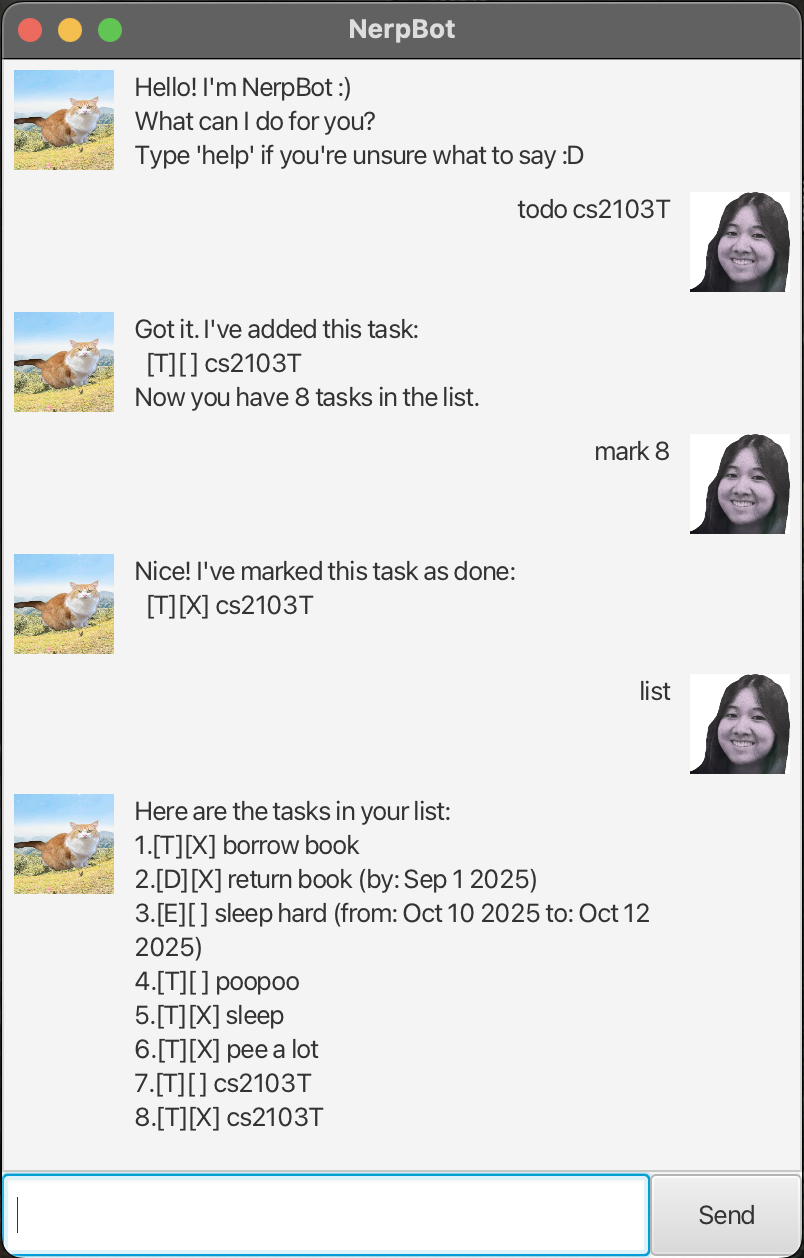 NerpBot
Hello! I'm NerpBot :)
What can I do for you?
Type 'help' if you're unsure what to say :D
todo cs2103T
Got it. I've added this task:
[T][ ] cs2103T
Now you have 8 tasks in the list.
mark 8
Nice! I've marked this task as done:
[T][X] cs2103T
list
Here are the tasks in your list:
1.[T][X] borrow book
2.[D][X] return book (by: Sep 1 2025)
3.[E][ ] sleep hard (from: Oct 10 2025 to: Oct 12
2025)
4.[T][ ] poopoo
5.[T][X] sleep
6.[T][X] pee a lot
7.[T][ ] cs2103T
8.[T][X] cs2103T
Send